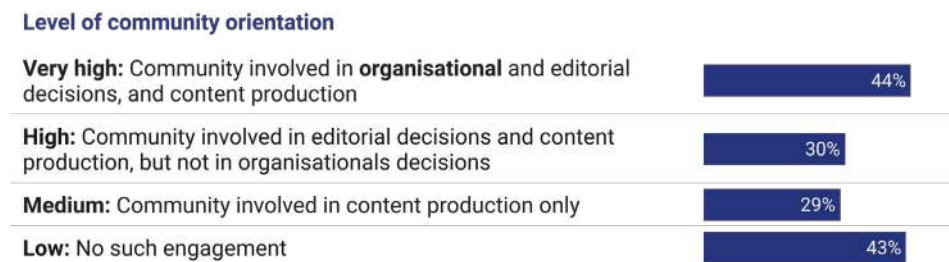 Level of community orientation
Very high: Community involved in organisational and editorial
decisions, and content production
44%
High: Community involved in editorial decisions and content
production, but not in organisationals decisions
30%
Medium: Community involved in content production only
29%
Low: No such engagement
43%